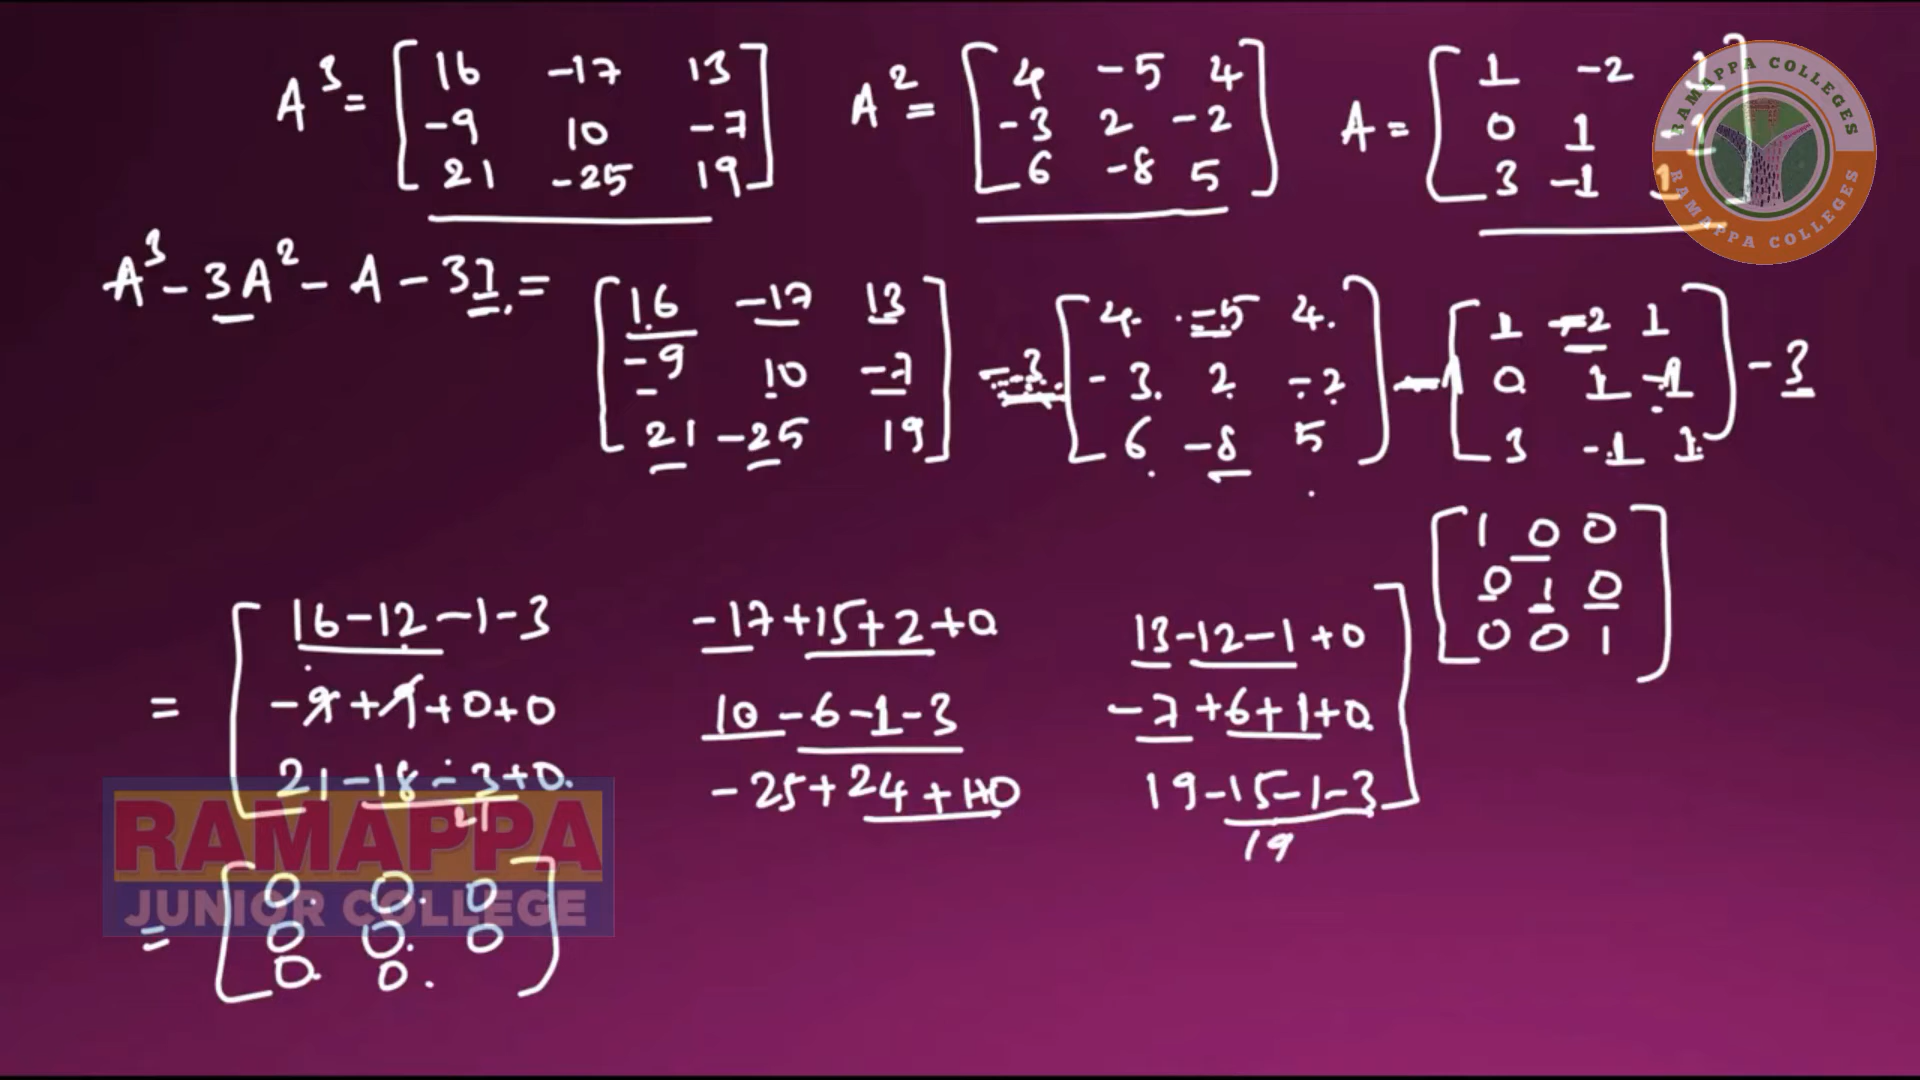 A³ = [16 -17 13] A² = [4 -5 4] A = [1 -2 1]
[-9 10 -7] [-3 2 -2] [0 1 -1]
[21 -25 19] [6 -8 5] [3 -1 1]
RAMAPPA COLLEGES
RAMAPPA COLLEGES
A³ - 3A² - A - 3I = [16 -17 13] -3 [4 -5 4] - [1 -2 1] -3
[-9 10 -7] [-3 2 -2] [0 1 -1]
[21 -25 19] [6 -8 5] [3 -1 1]
[1 0 0]
[0 1 0]
[0 0 1]
= [16-12-1-3 -17+15+2+0 13-12-1+0]
[-9+9+0+0 10-6-1-3 -7+6+1+0]
[21-18-3+0 -25+24+1+0 19-15-1-3]
21 19
RAMAPPA
JUNIOR COLLEGE
= [0 0 0]
[0 0 0]
[0 0]